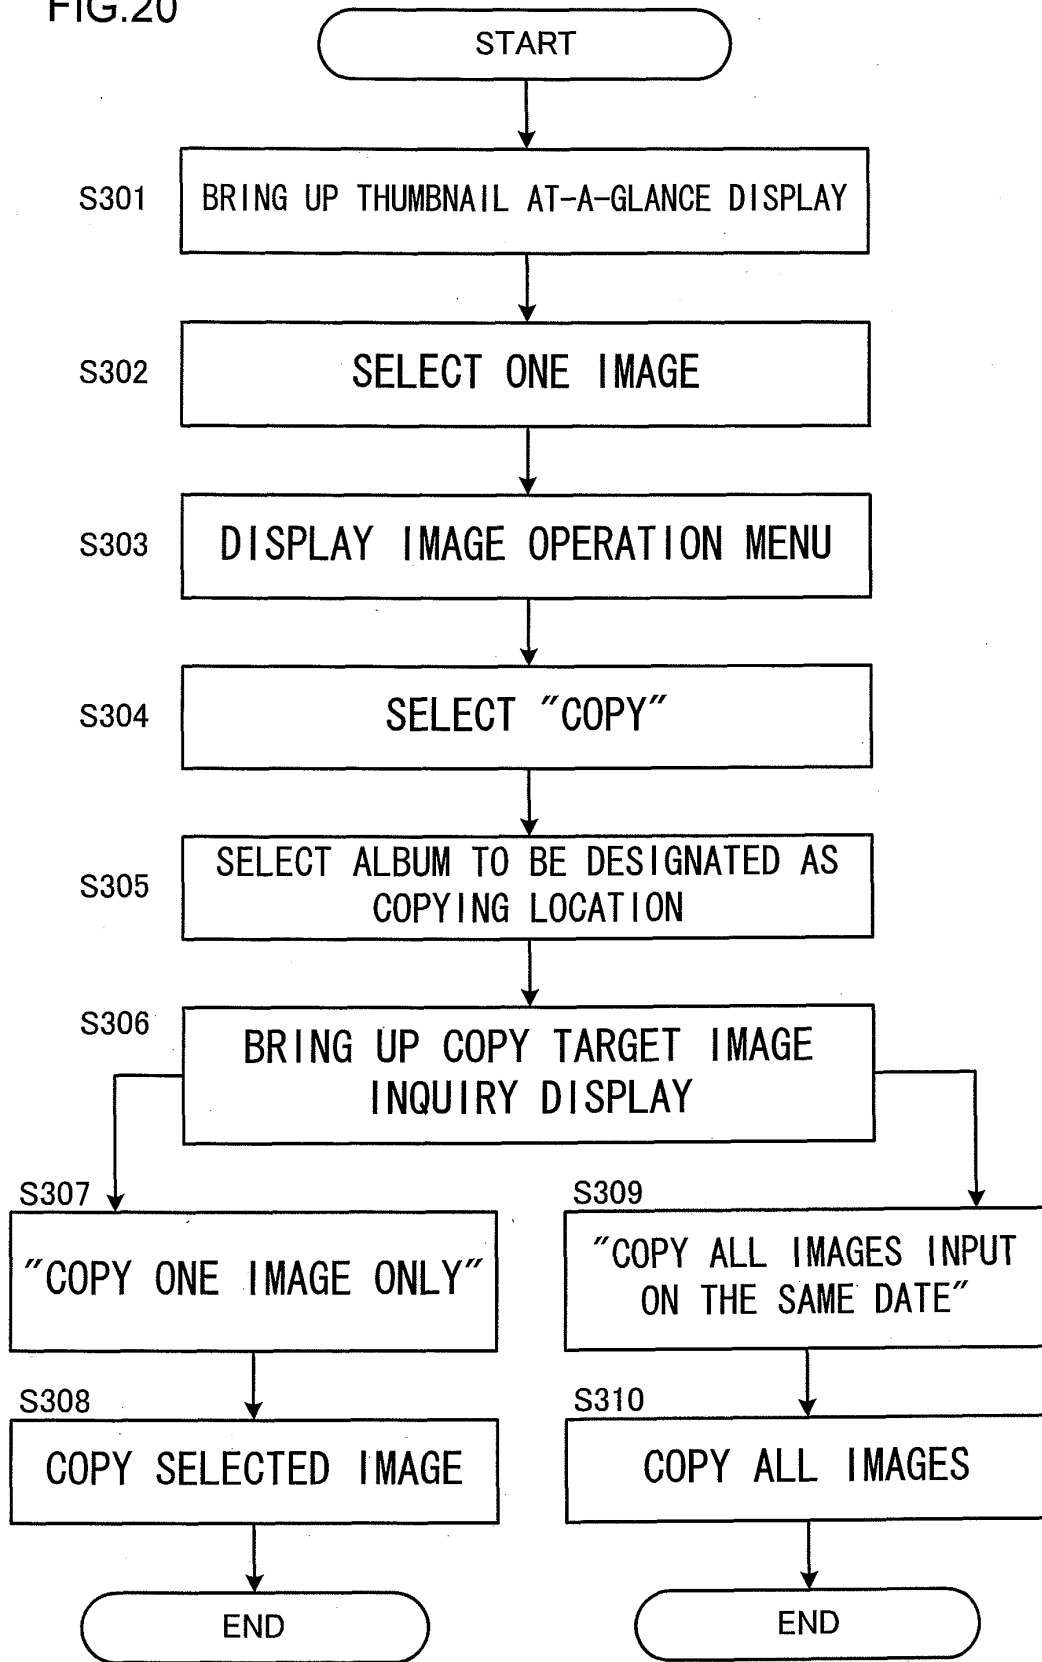 FIG.20
START
S301
BRING UP THUMBNAIL AT-A-GLANCE DISPLAY
S302
SELECT ONE IMAGE
S303
DISPLAY IMAGE OPERATION MENU
S304
SELECT "COPY"
S305
SELECT ALBUM TO BE DESIGNATED AS
COPYING LOCATION
S306
BRING UP COPY TARGET IMAGE
INQUIRY DISPLAY
S307
"COPY ONE IMAGE ONLY"
S309
"COPY ALL IMAGES INPUT
ON THE SAME DATE"
S308
COPY SELECTED IMAGE
S310
COPY ALL IMAGES
END
END